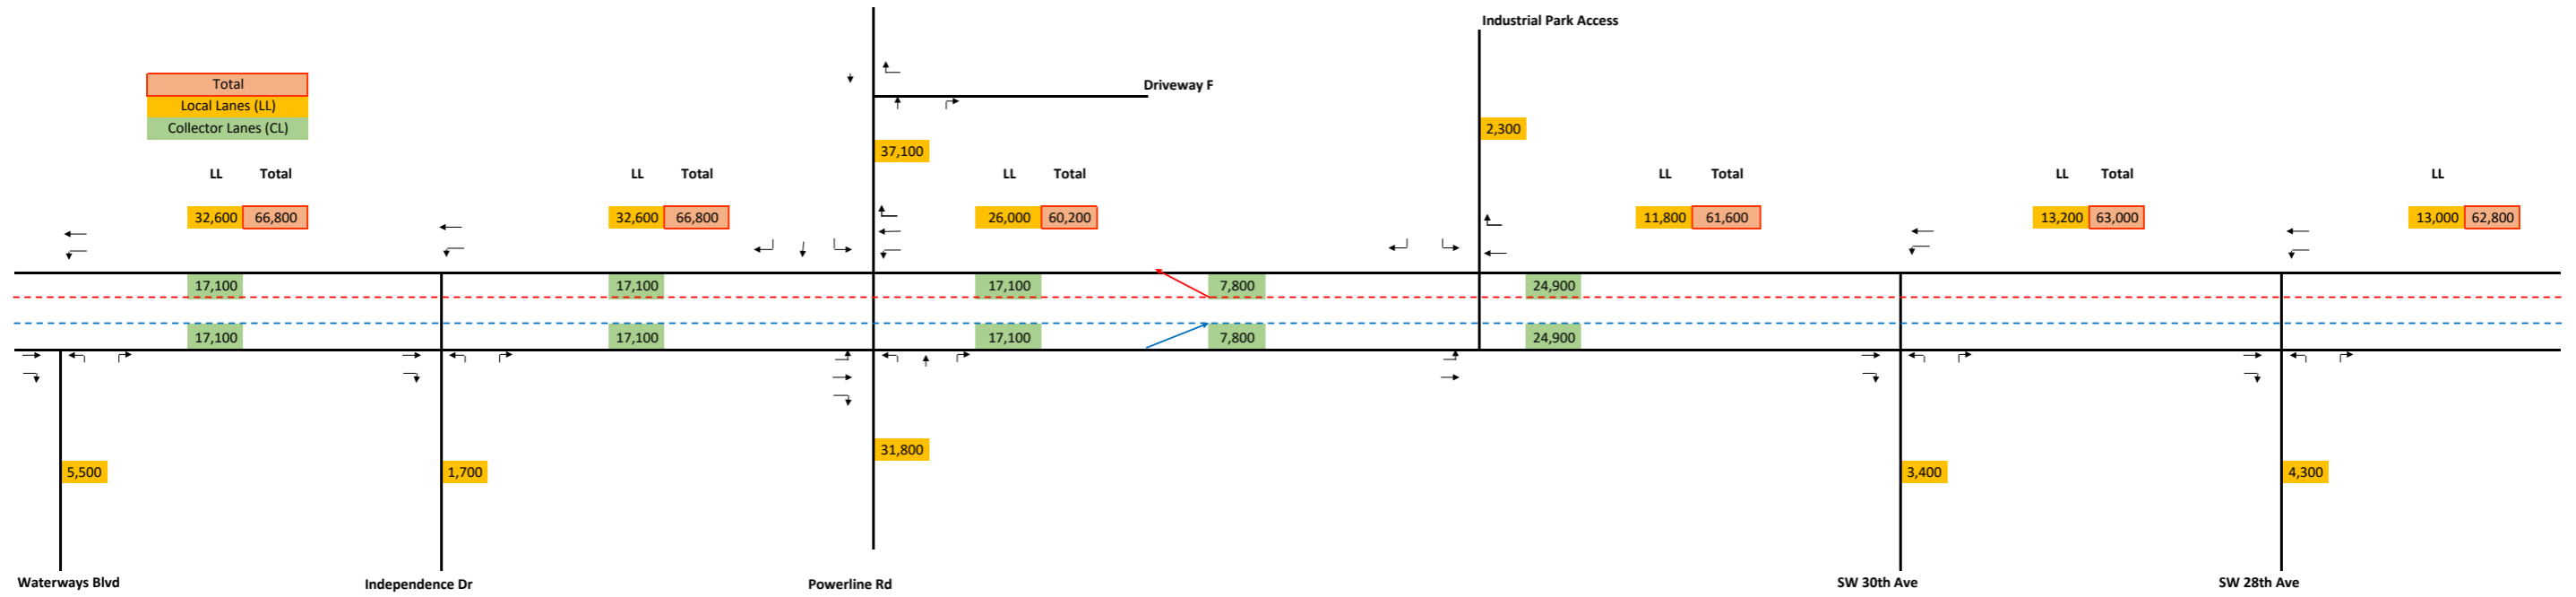 Industrial Park Access
Total
Local Lanes (LL)
Collector Lanes (CL)
Driveway F
2,300
37,100
LL Total
LL Total
LL Total
LL Total
LL Total
LL
32,600 66,800
32,600 66,800
26,000 60,200
11,800 61,600
13,200 63,000
13,000 62,800
17,100
17,100
17,100
7,800
24,900
17,100
17,100
17,100
7,800
24,900
31,800
5,500
1,700
3,400
4,300
Waterways Blvd
Independence Dr
Powerline Rd
SW 30th Ave
SW 28th Ave